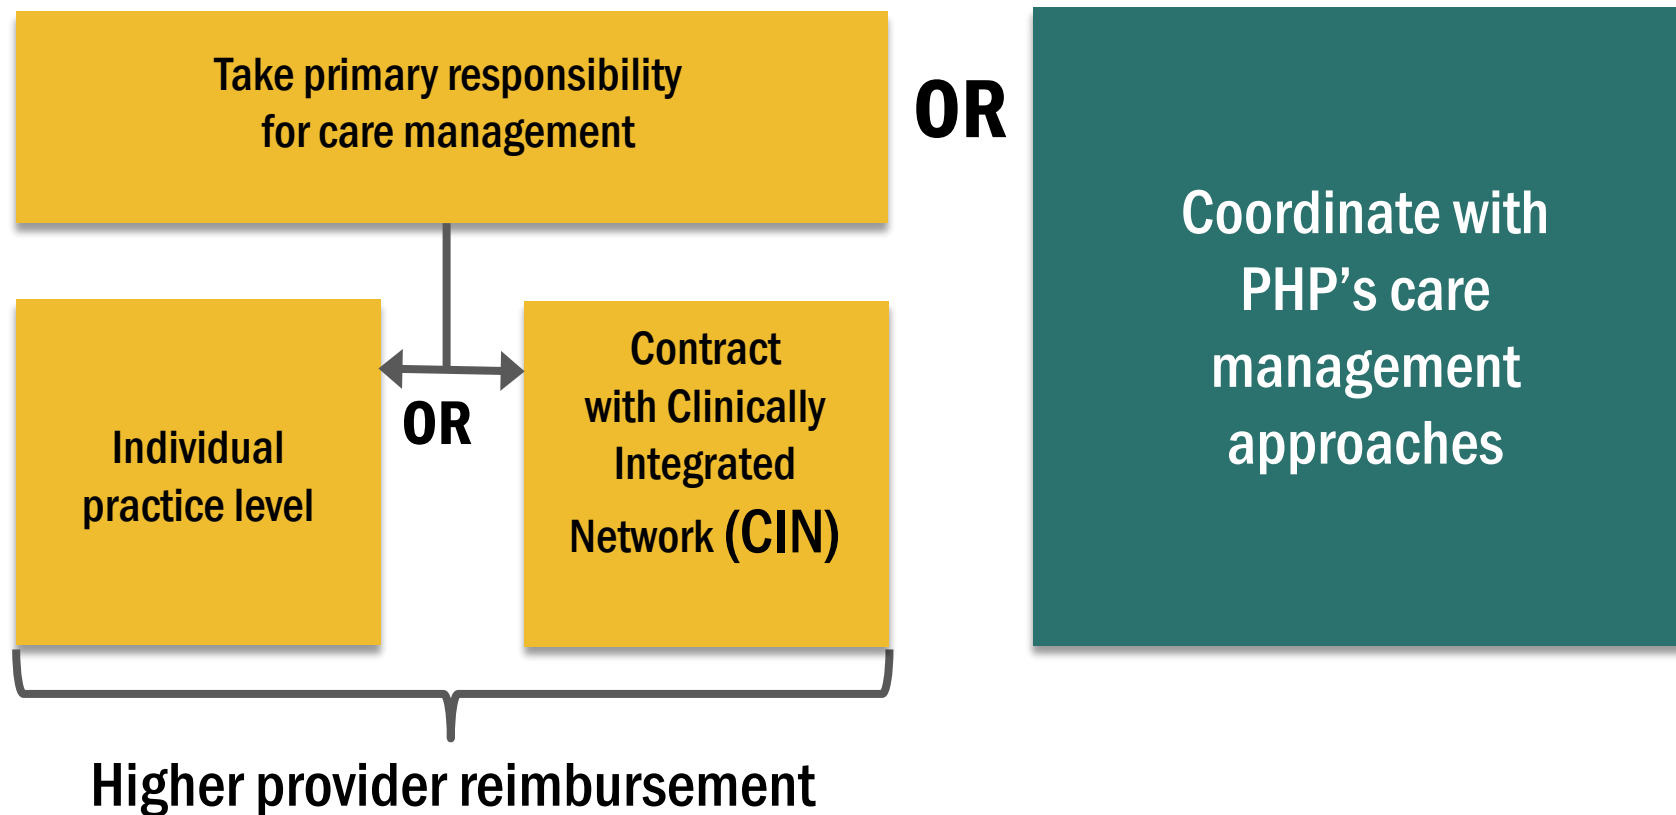 Take primary responsibility
for care management
OR
Coordinate with
PHP’s care
management
approaches
Individual
practice level
OR
Contract
with Clinically
Integrated
Network (CIN)
Higher provider reimbursement